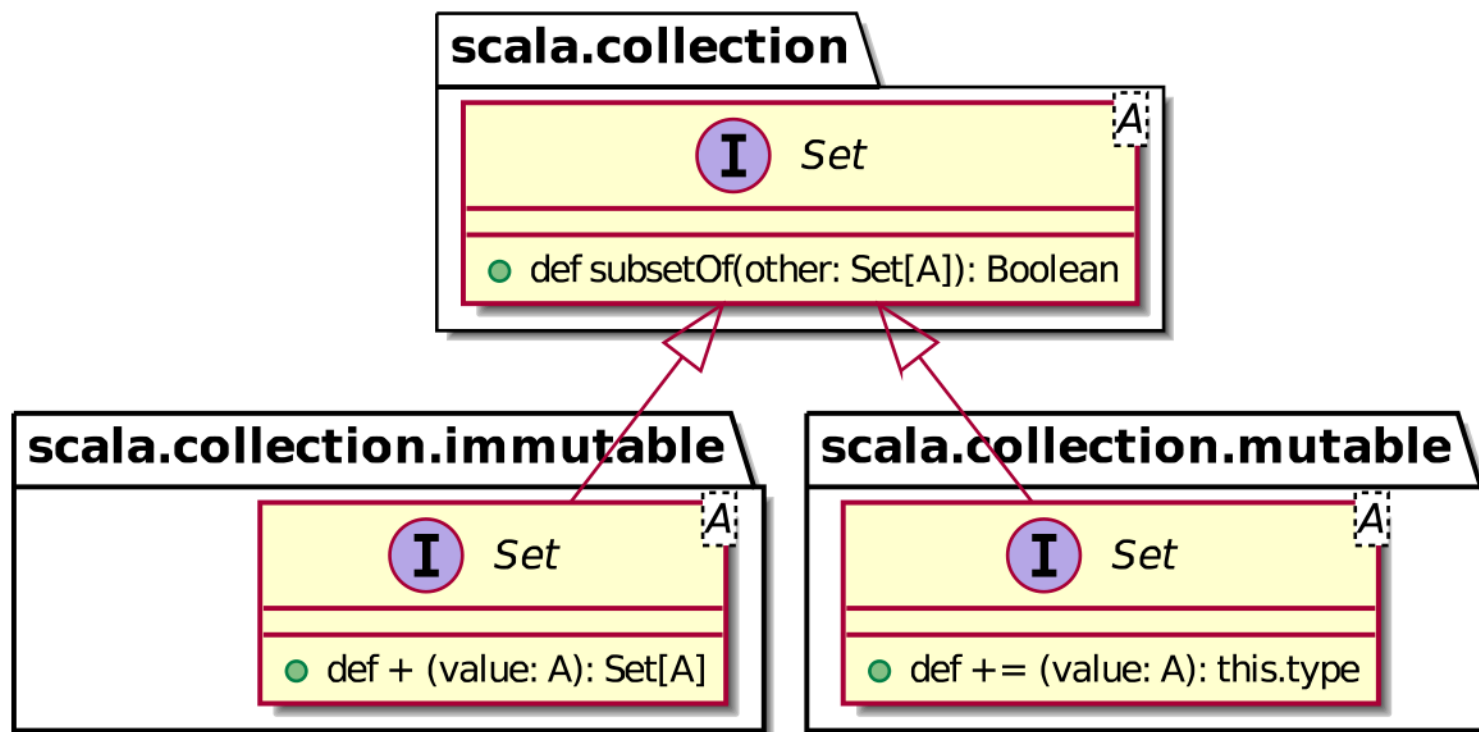 scala.collection
A
I Set
def subsetOf(other: Set[A]): Boolean
scala.collection.immutable
A
I Set
def + (value: A): Set[A]
scala.collection.mutable
A
I Set
def += (value: A): this.type